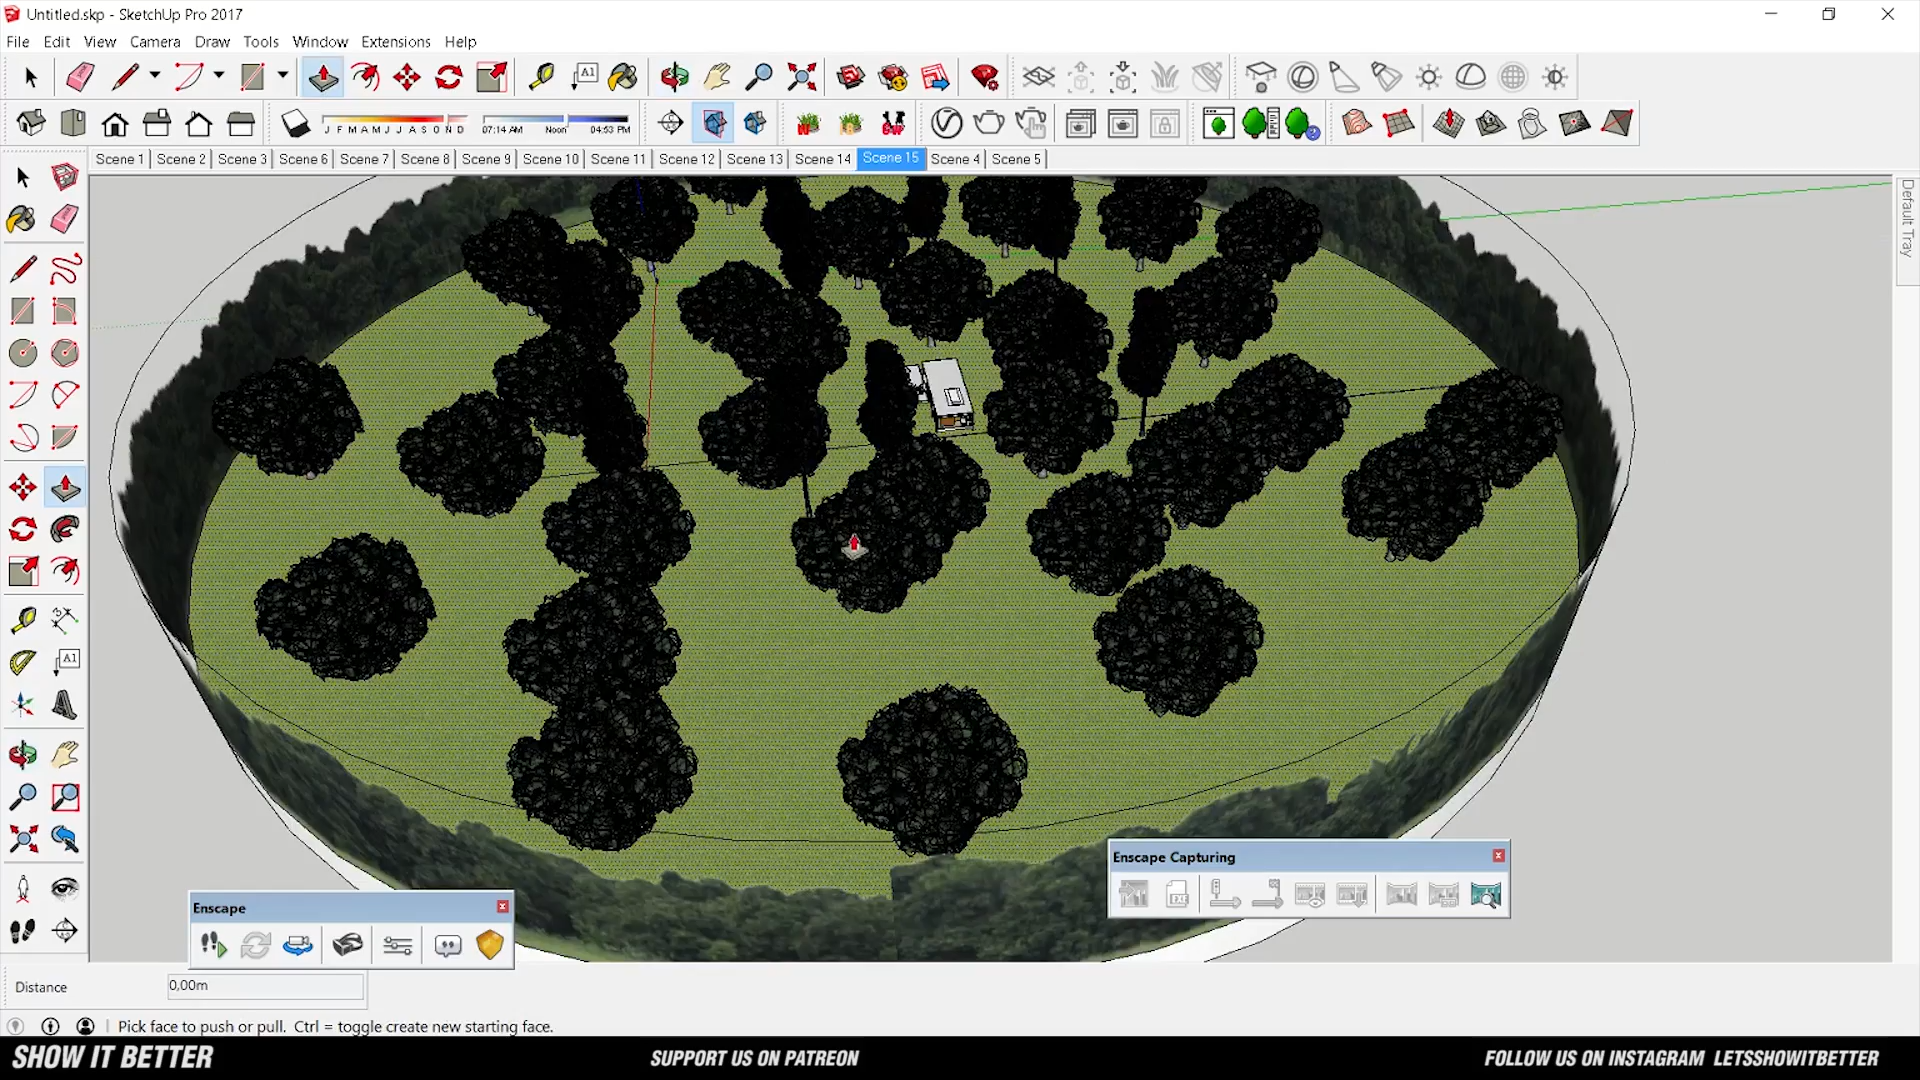 Untitled.skp - SketchUp Pro 2017
File Edit View Camera Draw Tools Window Extensions Help
A1
J F M A M J J A S O N D 07:14 AM Noon 04:53 PM
Scene 1 Scene 2 Scene 3 Scene 6 Scene 7 Scene 8 Scene 9 Scene 10 Scene 11 Scene 12 Scene 13 Scene 14 Scene 15 Scene 4 Scene 5
Default Tray
A1
Enscape Capturing
EXE
Enscape
Distance 0,00m
Pick face to push or pull. Ctrl = toggle create new starting face.
SHOW IT BETTER SUPPORT US ON PATREON FOLLOW US ON INSTAGRAM LETSSHOWITBETTER